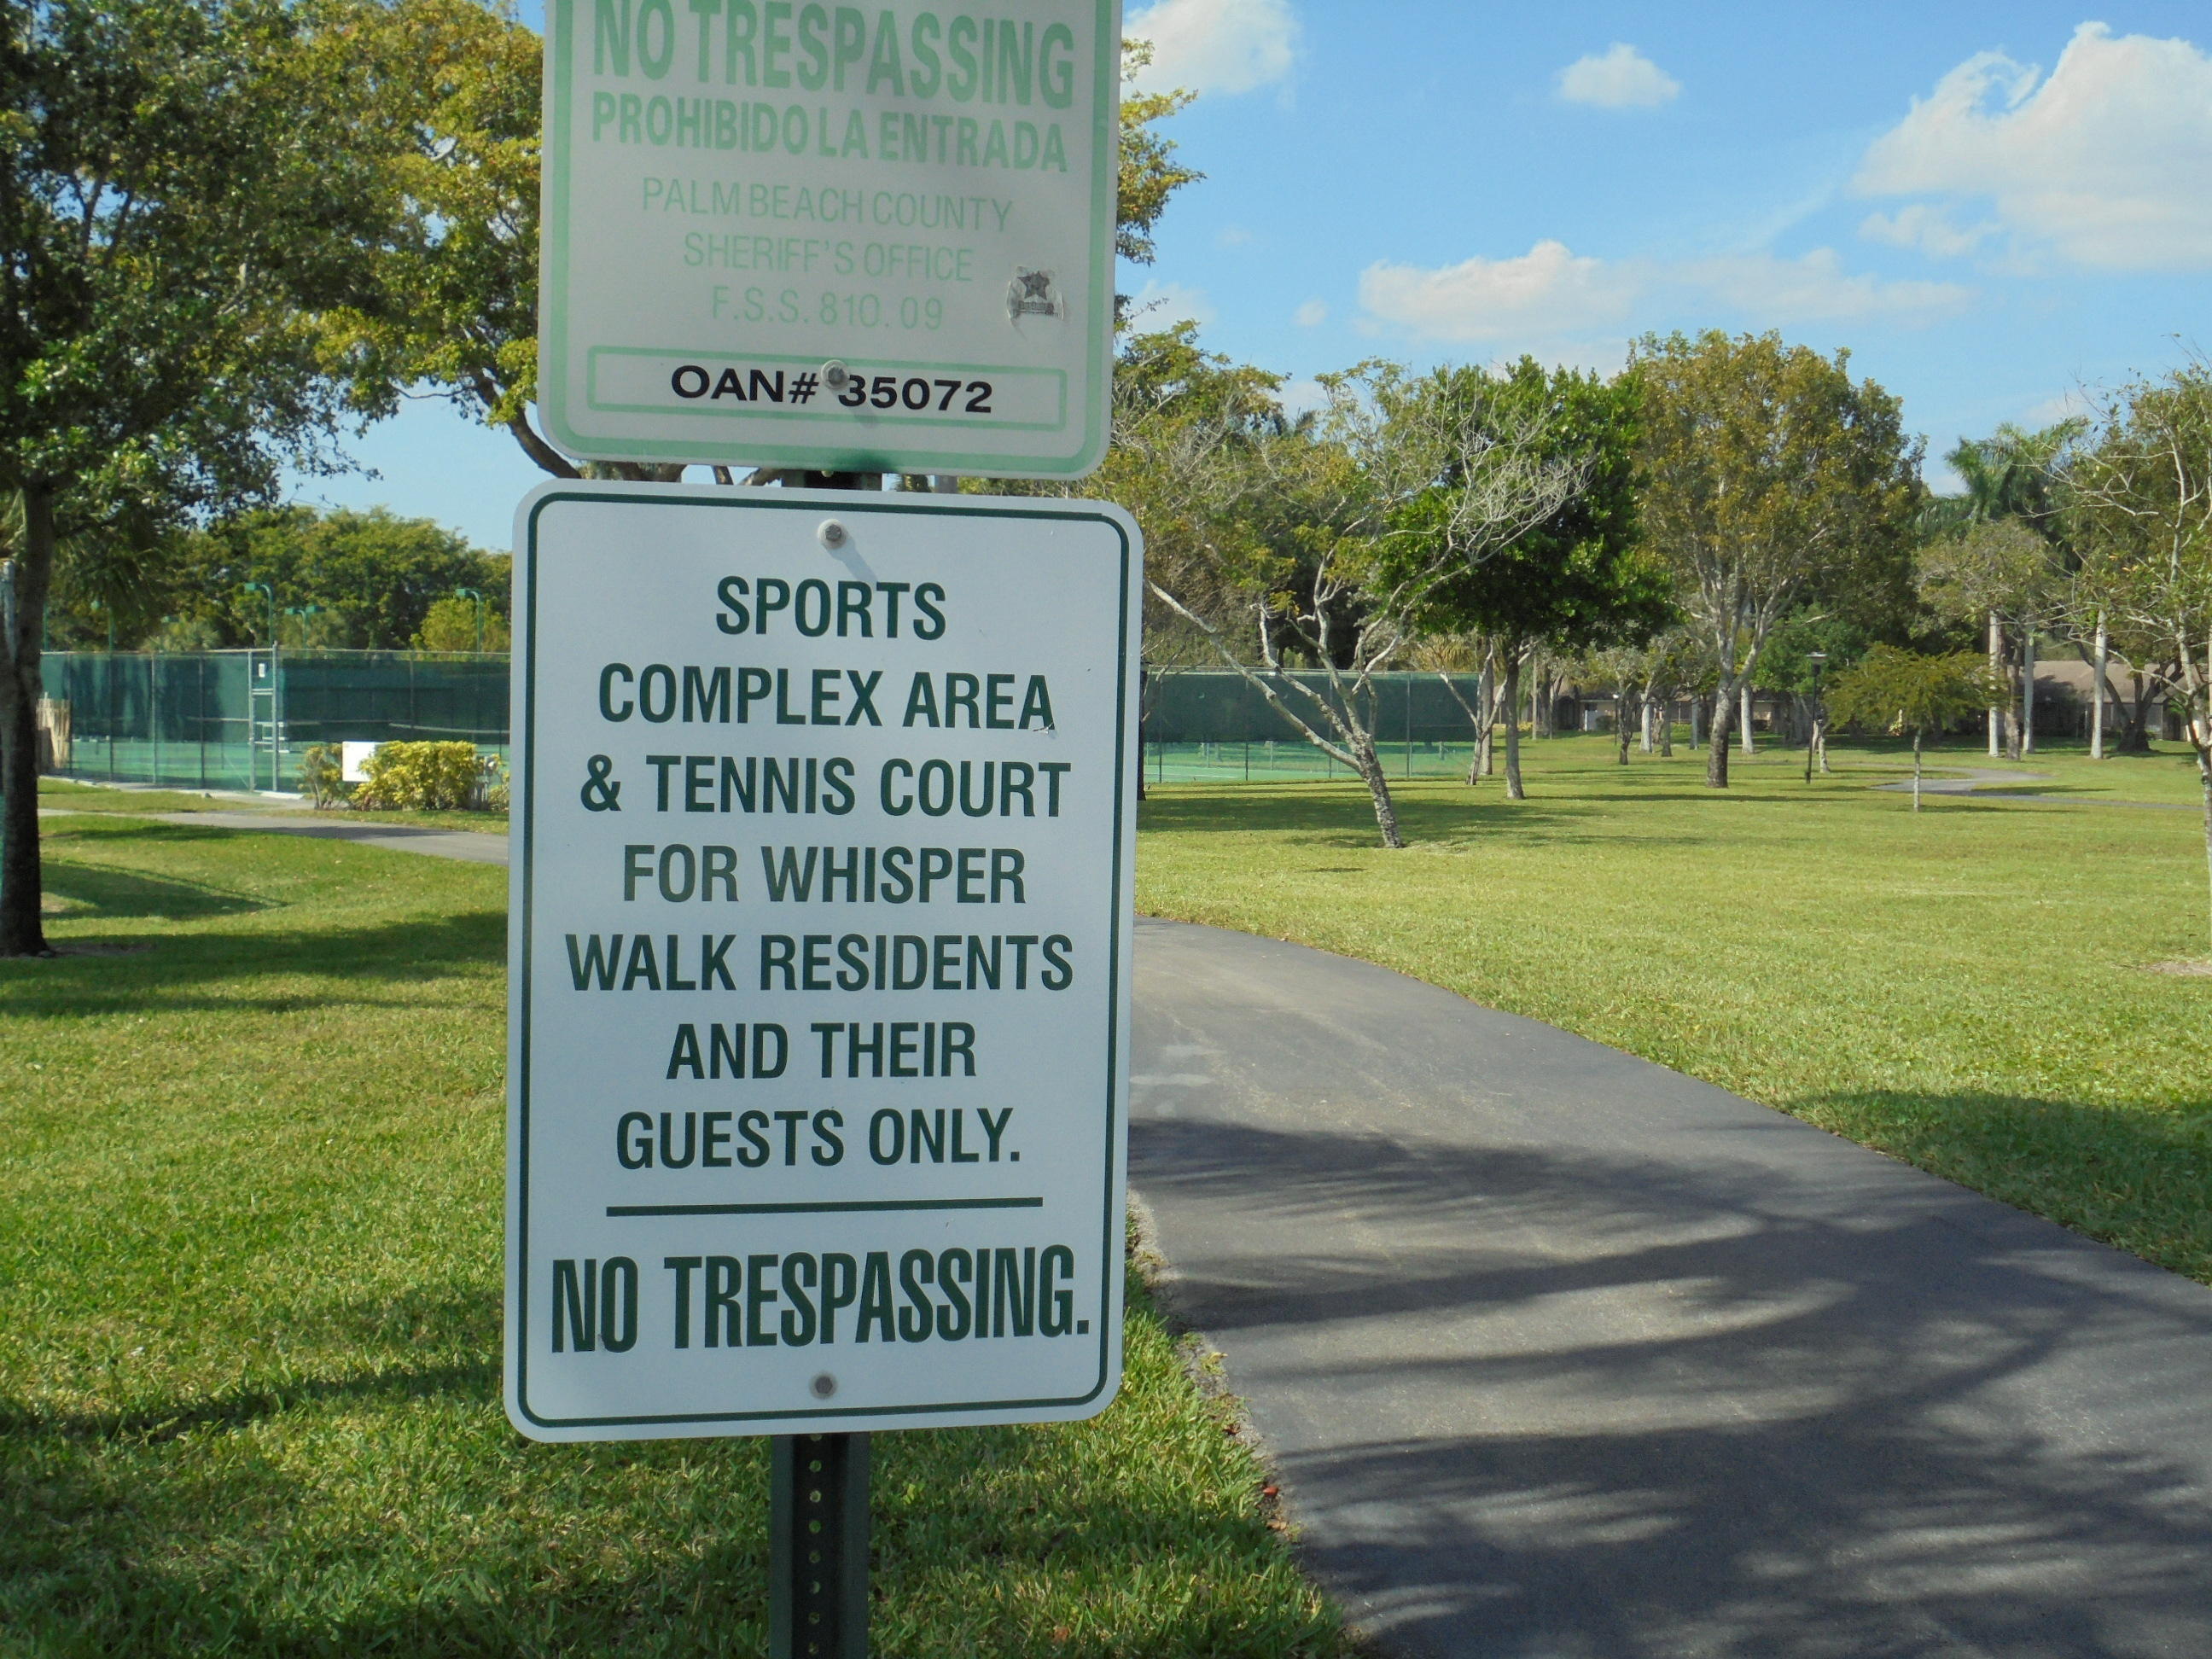 NO TRESPASSING
PROHIBIDO LA ENTRADA
PALM BEACH COUNTY
SHERIFF'S OFFICE
F.S.S. 810.09
OAN# 35072
SPORTS
COMPLEX AREA
& TENNIS COURT
FOR WHISPER
WALK RESIDENTS
AND THEIR
GUESTS ONLY.
NO TRESPASSING.